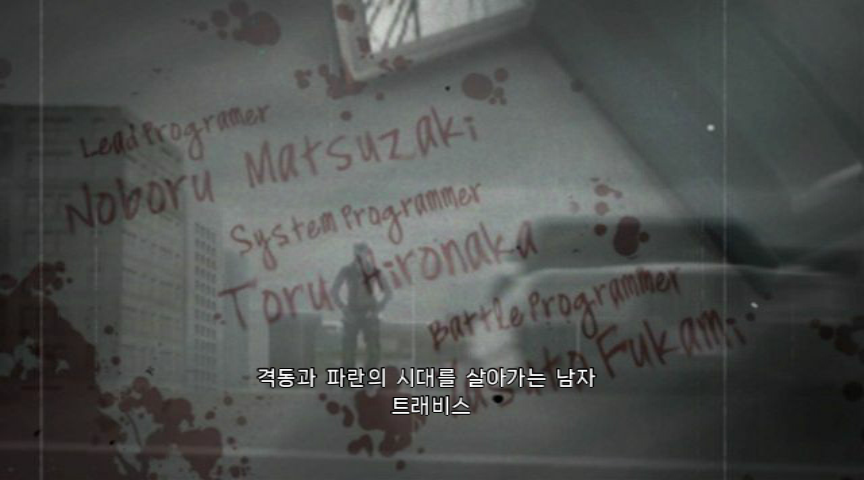 Lead Programer
Noboru Matsuzaki
System Programmer
Toru Hironaka
Battle Programmer
Fukami
격동과 파란의 시대를 살아가는 남자
트래비스